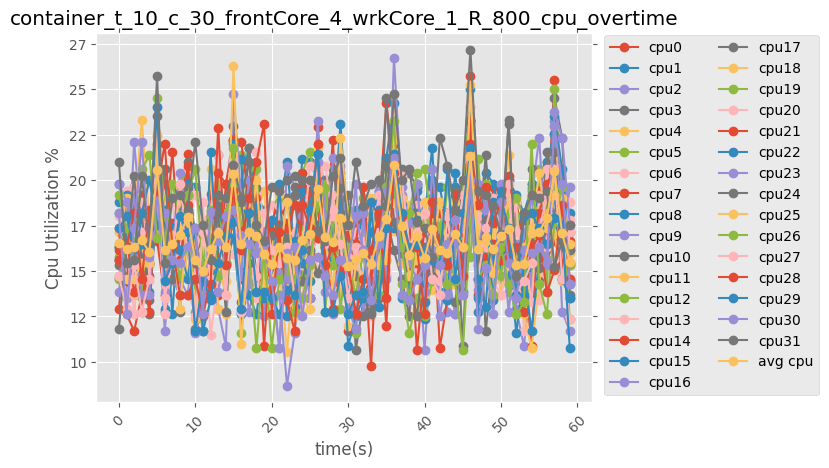 container_t_10_c_30_frontCore_4_wrkCore_1_R_800_cpu_overtime
Cpu Utilization %
27
25
22
20
17
15
12
10
0
10
20
30
40
50
60
time(s)
cpu0
cpu1
cpu2
cpu3
cpu4
cpu5
cpu6
cpu7
cpu8
cpu9
cpu10
cpu11
cpu12
cpu13
cpu14
cpu15
cpu16
cpu17
cpu18
cpu19
cpu20
cpu21
cpu22
cpu23
cpu24
cpu25
cpu26
cpu27
cpu28
cpu29
cpu30
cpu31
avg cpu